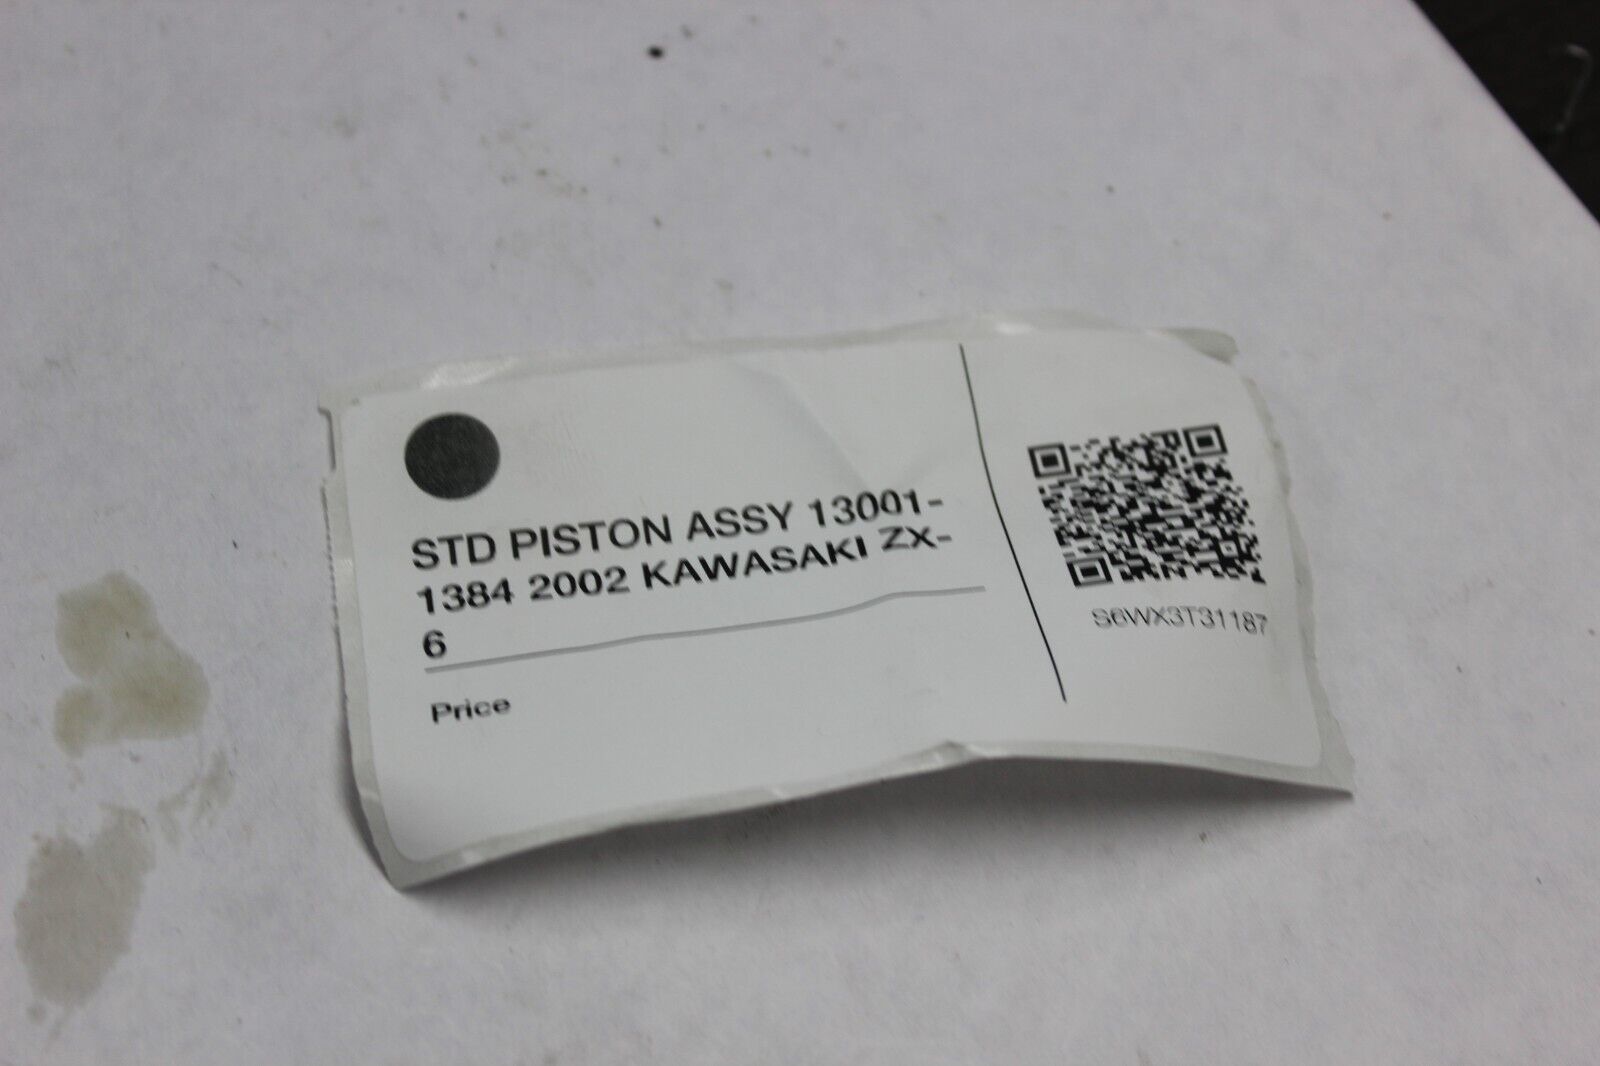 STD PISTON ASSY 13001-
1384 2002 KAWASAKI ZX-
6
Price
S6WX3T31187